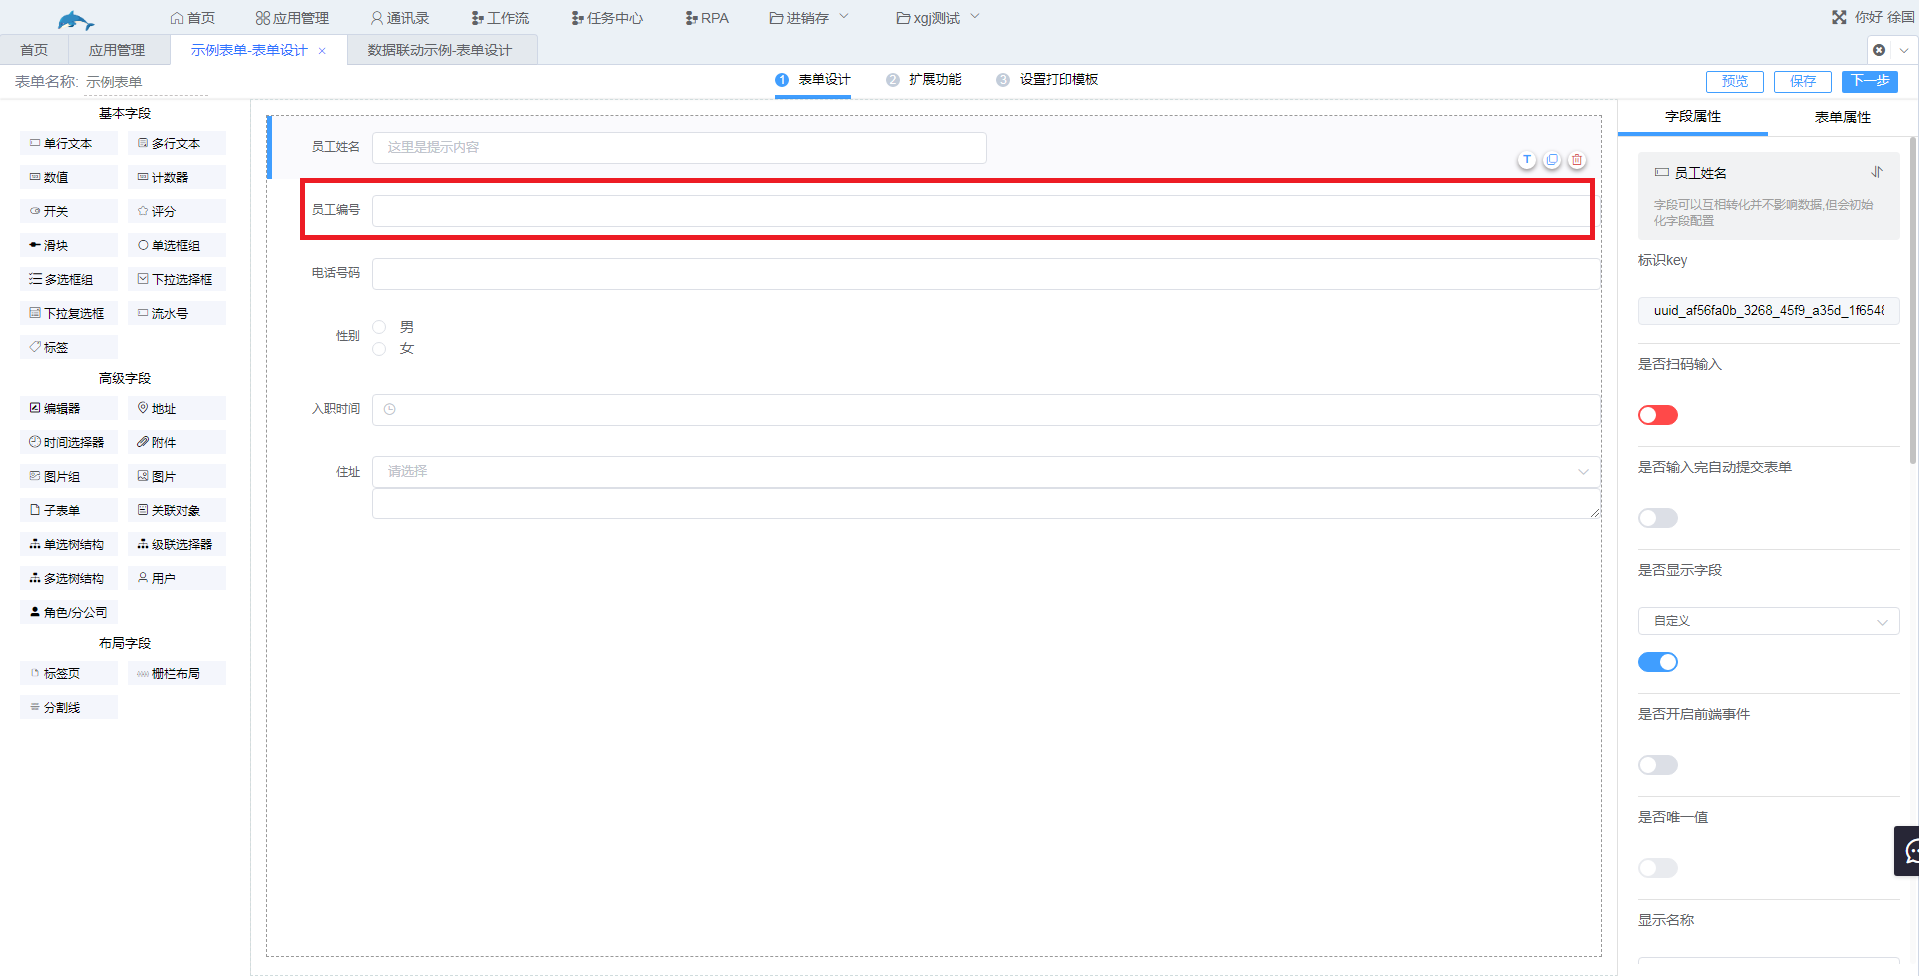 首页
应用管理
通讯录
工作流
任务中心
RPA
进销存
xgj测试
你好 徐国
首页
应用管理
示例表单-表单设计 ×
数据联动示例-表单设计
表单名称: 示例表单
1 表单设计
2 扩展功能
3 设置打印模板
预览
保存
下一步
基本字段
单行文本
多行文本
数值
计数器
开关
评分
滑块
单选框组
多选框组
下拉选择框
下拉复选框
流水号
标签
高级字段
编辑器
地址
时间选择器
附件
图片组
图片
子表单
关联对象
单选树结构
级联选择器
多选树结构
用户
角色/分公司
布局字段
标签页
栅栏布局
分割线
员工姓名
这里是提示内容
T
员工编号
电话号码
性别
男
女
入职时间
住址
请选择
字段属性
表单属性
员工姓名
字段可以互相转化并不影响数据,但会初始
化字段配置
标识key
uuid_af56fa0b_3268_45f9_a35d_1f6548
是否扫码输入
是否输入完自动提交表单
是否显示字段
自定义
是否开启前端事件
是否唯一值
显示名称